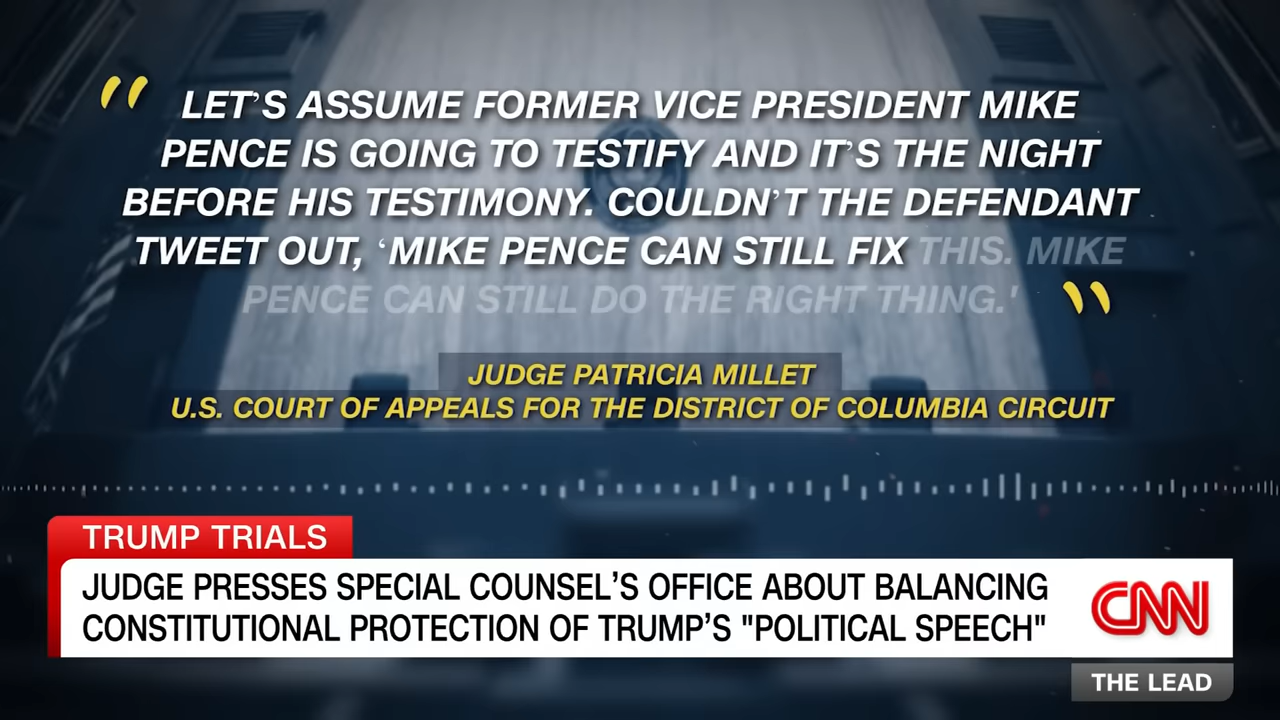 "LET'S ASSUME FORMER VICE PRESIDENT MIKE
PENCE IS GOING TO TESTIFY AND IT'S THE NIGHT
BEFORE HIS TESTIMONY. COULDN'T THE DEFENDANT
TWEET OUT, 'MIKE PENCE CAN STILL FIX THIS. MIKE
PENCE CAN STILL DO THE RIGHT THING.'"
JUDGE PATRICIA MILLET
U.S. COURT OF APPEALS FOR THE DISTRICT OF COLUMBIA CIRCUIT
TRUMP TRIALS
JUDGE PRESSES SPECIAL COUNSEL'S OFFICE ABOUT BALANCING
CONSTITUTIONAL PROTECTION OF TRUMP'S "POLITICAL SPEECH"
CNN
THE LEAD